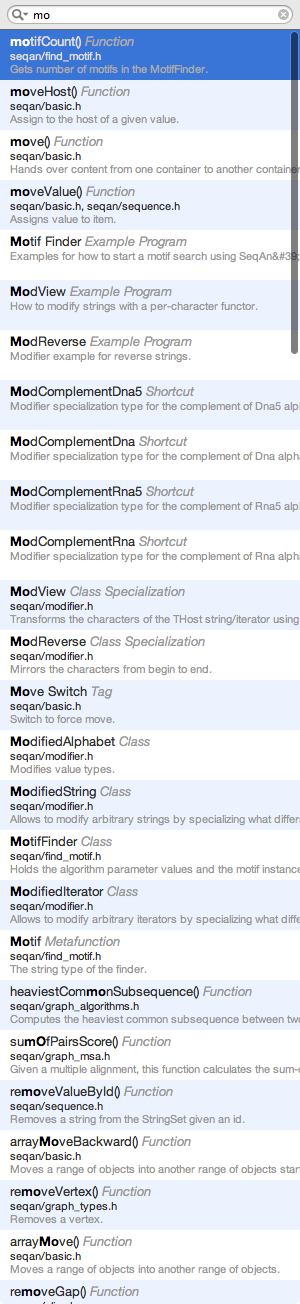 mo
motifCount() Function
seqan/find_motif.h
Gets number of motifs in the MotifFinder.
moveHost() Function
seqan/basic.h
Assign to the host of a given value.
move() Function
seqan/basic.h
Hands over content from one container to another container
moveValue() Function
seqan/basic.h, seqan/sequence.h
Assigns value to item.
Motif Finder Example Program
Examples for how to start a motif search using SeqAn&#39;
ModView Example Program
How to modify strings with a per-character functor.
ModReverse Example Program
Modifier example for reverse strings.
ModComplementDna5 Shortcut
Modifier specialization type for the complement of Dna5 alp
ModComplementDna Shortcut
Modifier specialization type for the complement of Dna alph
ModComplementRna5 Shortcut
Modifier specialization type for the complement of Rna5 alp
ModComplementRna Shortcut
Modifier specialization type for the complement of Rna alph
ModView Class Specialization
seqan/modifier.h
Transforms the characters of the THost string/iterator using
ModReverse Class Specialization
seqan/modifier.h
Mirrors the characters from begin to end.
Move Switch Tag
seqan/basic.h
Switch to force move.
ModifiedAlphabet Class
seqan/modifier.h
Modifies value types.
ModifiedString Class
seqan/modifier.h
Allows to modify arbitrary strings by specializing what differ
MotifFinder Class
seqan/find_motif.h
Holds the algorithm parameter values and the motif instance
ModifiedIterator Class
seqan/modifier.h
Allows to modify arbitrary iterators by specializing what diffe
Motif Metafunction
seqan/find_motif.h
The string type of the finder.
heaviestCommonSubsequence() Function
seqan/graph_algorithms.h
Computes the heaviest common subsequence between two
sumOfPairsScore() Function
seqan/graph_msa.h
Given a multiple alignment, this function calculates the sum-o
removeValueById() Function
seqan/sequence.h
Removes a string from the StringSet given an id.
arrayMoveBackward() Function
seqan/basic.h
Moves a range of objects into another range of objects star
removeVertex() Function
seqan/graph_types.h
Removes a vertex.
arrayMove() Function
seqan/basic.h
Moves a range of objects into another range of objects.
removeGap() Function